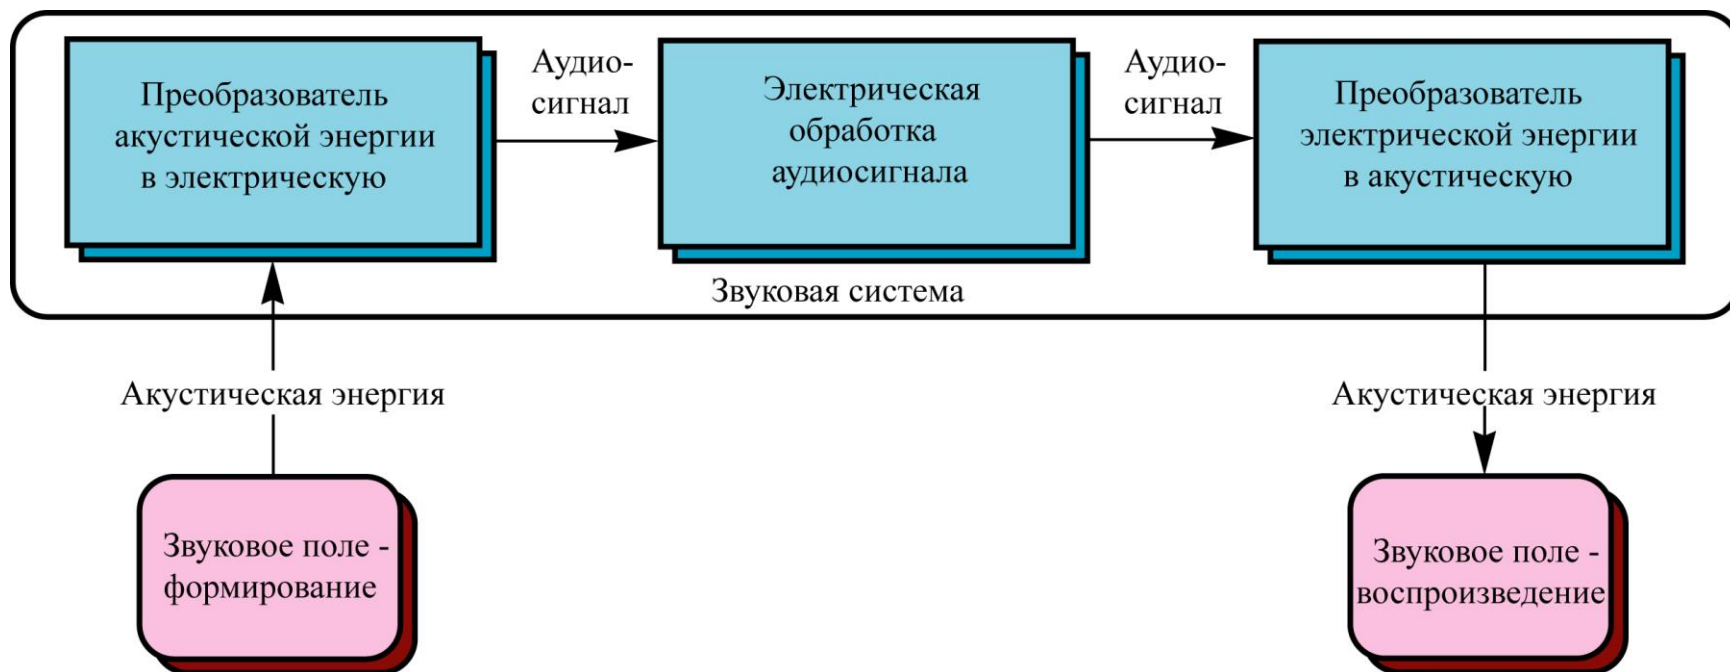 Преобразователь
акустической энергии
в электрическую
Аудио-
сигнал
Электрическая
обработка
аудиосигнала
Аудио-
сигнал
Преобразователь
электрической энергии
в акустическую
Звуковая система
Акустическая энергия
Акустическая энергия
Звуковое поле -
формирование
Звуковое поле -
воспроизведение